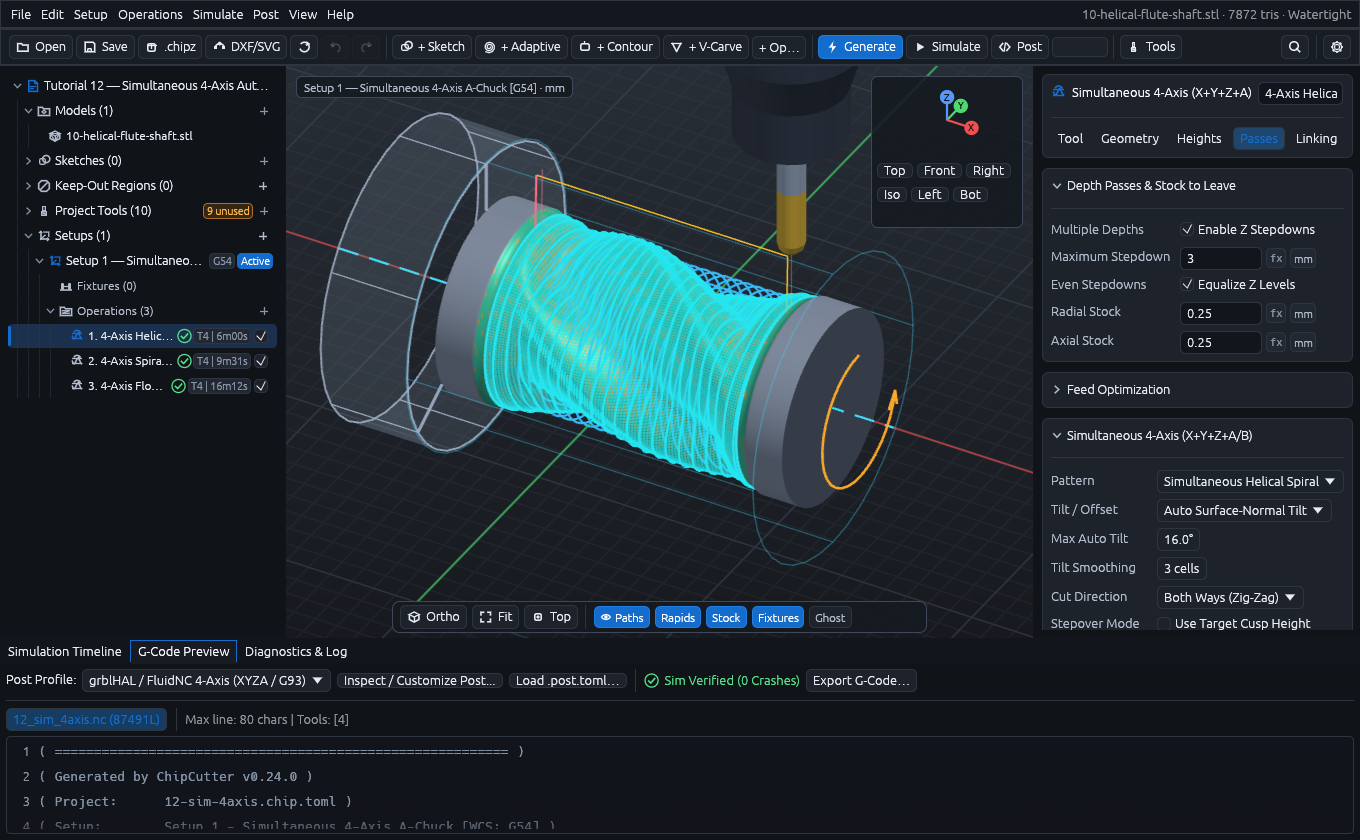 File Edit Setup Operations Simulate Post View Help
10-helical-flute-shaft.stl · 7872 tris · Watertight
Open Save .chipz DXF/SVG + Sketch + Adaptive + Contour + V-Carve + Op... Generate Simulate Post Tools
Tutorial 12 — Simultaneous 4-Axis Aut...
Models (1) +
10-helical-flute-shaft.stl
Sketches (0) +
Keep-Out Regions (0) +
Project Tools (10) 9 unused +
Setups (1) +
Setup 1 — Simultaneo... G54 Active
Fixtures (0)
Operations (3) +
1. 4-Axis Helic... T4 | 6m00s
2. 4-Axis Spira... T4 | 9m31s
3. 4-Axis Flo... T4 | 16m12s
Setup 1 — Simultaneous 4-Axis A-Chuck [G54] · mm
Z
Y
X
Top Front Right
Iso Left Bot
Ortho Fit Top Paths Rapids Stock Fixtures Ghost
Simultaneous 4-Axis (X+Y+Z+A) 4-Axis Helica
Tool Geometry Heights Passes Linking
Depth Passes & Stock to Leave
Multiple Depths Enable Z Stepdowns
Maximum Stepdown 3 fx mm
Even Stepdowns Equalize Z Levels
Radial Stock 0.25 fx mm
Axial Stock 0.25 fx mm
Feed Optimization
Simultaneous 4-Axis (X+Y+Z+A/B)
Pattern Simultaneous Helical Spiral
Tilt / Offset Auto Surface-Normal Tilt
Max Auto Tilt 16.0°
Tilt Smoothing 3 cells
Cut Direction Both Ways (Zig-Zag)
Stepover Mode Use Target Cusp Height
Simulation Timeline G-Code Preview Diagnostics & Log
Post Profile: grblHAL / FluidNC 4-Axis (XYZA / G93) Inspect / Customize Post... Load .post.toml... Sim Verified (0 Crashes) Export G-Code...
12_sim_4axis.nc (87491L) Max line: 80 chars | Tools: [4]
1 ( ========================================================== )
2 ( Generated by ChipCutter v0.24.0 )
3 ( Project: 12-sim-4axis.chip.toml )
4 ( Setup: Setup 1 - Simultaneous 4-Axis A-Chuck [WCS: G54] )